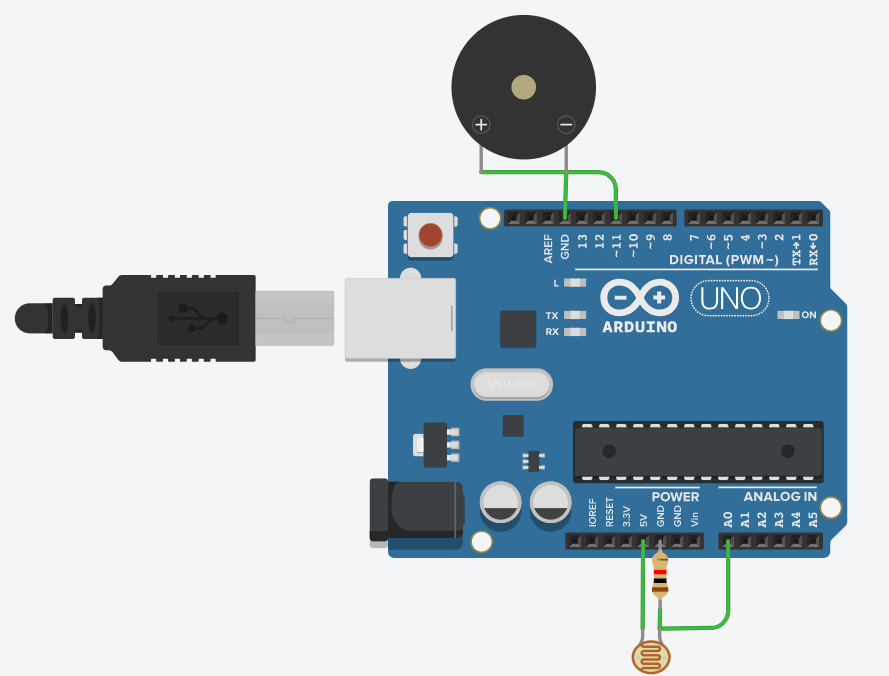 + −
AREF GND 13 12 ~11 ~10 ~9 8 7 ~6 ~5 4 ~3 2 TX→1 RX←0
DIGITAL (PWM~)
L
TX
RX
UNO
ON
ARDUINO
POWER ANALOG IN
IOREF RESET 3.3V 5V GND GND Vin A0 A1 A2 A3 A4 A5